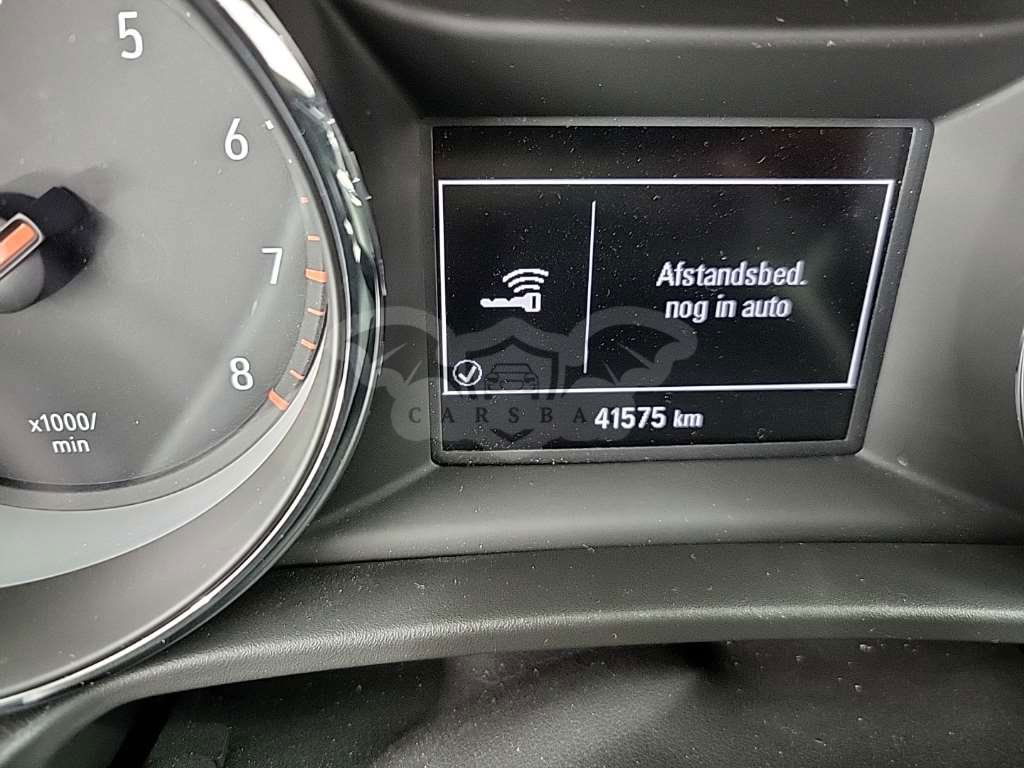 5
6
7
8
x1000/
min
Afstandsbed.
nog in auto
CARSBA
41575 km